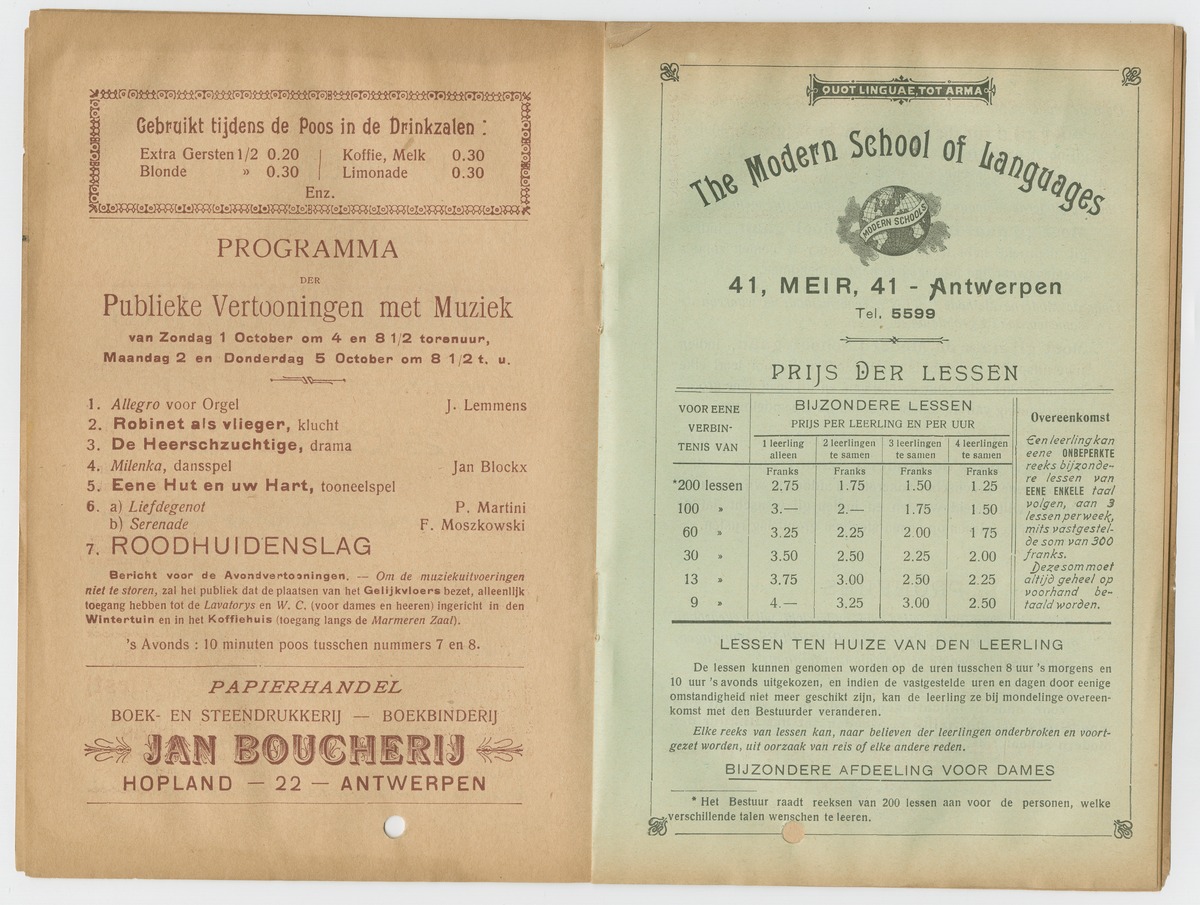 Gebruikt tijdens de Poos in de Drinkzalen :
Extra Gersten 1/2 0.20 | Koffie, Melk 0.30
Blonde » 0.30 | Limonade 0.30
Enz.
PROGRAMMA
DER
Publieke Vertooningen met Muziek
van Zondag 1 October om 4 en 8 1/2 torenuur,
Maandag 2 en Donderdag 5 October om 8 1/2 t. u.
1. Allegro voor Orgel J. Lemmens
2. Robinet als vlieger, klucht
3. De Heerschzuchtige, drama
4. Milenka, dansspel Jan Blockx
5. Eene Hut en uw Hart, tooneelspel
6. a) Liefdegenot P. Martini
b) Serenade F. Moszkowski
7. ROODHUIDENSLAG
Bericht voor de Avondvertooningen. — Om de muziekuitvoeringen
niet te storen, zal het publiek dat de plaatsen van het Gelijkvloers bezet, alleenlijk
toegang hebben tot de Lavatorys en W. C. (voor dames en heeren) ingericht in den
Wintertuin en in het Koffiehuis (toegang langs de Marmeren Zaal).
's Avonds : 10 minuten poos tusschen nummers 7 en 8.
PAPIERHANDEL
BOEK- EN STEENDRUKKERIJ — BOEKBINDERIJ
JAN BOUCHERIJ
HOPLAND — 22 — ANTWERPEN
QUOT LINGUAE, TOT ARMA
The Modern School of Languages
MODERN SCHOOLS
41, MEIR, 41 - Antwerpen
Tel. 5599
PRIJS DER LESSEN
VOOR EENE VERBIN- TENIS VAN
BIJZONDERE LESSEN
PRIJS PER LEERLING EN PER UUR
1 leerling alleen | 2 leerlingen te samen | 3 leerlingen te samen | 4 leerlingen te samen
Franks Franks Franks Franks
*200 lessen 2.75 1.75 1.50 1.25
100 » 3.— 2.— 1.75 1.50
60 » 3.25 2.25 2.00 1 75
30 » 3.50 2.50 2.25 2.00
13 » 3.75 3.00 2.50 2.25
9 » 4.— 3.25 3.00 2.50
Overeenkomst
Een leerling kan
eene ONBEPERKTE
reeks bijzonde-
re lessen van
EENE ENKELE taal
volgen, aan 3
lessen per week,
mits vastgestel-
de som van 300
franks.
Deze som moet
altijd geheel op
voorhand be-
taald worden.
LESSEN TEN HUIZE VAN DEN LEERLING
De lessen kunnen genomen worden op de uren tusschen 8 uur 's morgens en
10 uur 's avonds uitgekozen, en indien de vastgestelde uren en dagen door eenige
omstandigheid niet meer geschikt zijn, kan de leerling ze bij mondelinge overeen-
komst met den Bestuurder veranderen.
Elke reeks van lessen kan, naar believen der leerlingen onderbroken en voort-
gezet worden, uit oorzaak van reis of elke andere reden.
BIJZONDERE AFDEELING VOOR DAMES
* Het Bestuur raadt reeksen van 200 lessen aan voor de personen, welke
verschillende talen wenschen te leeren.